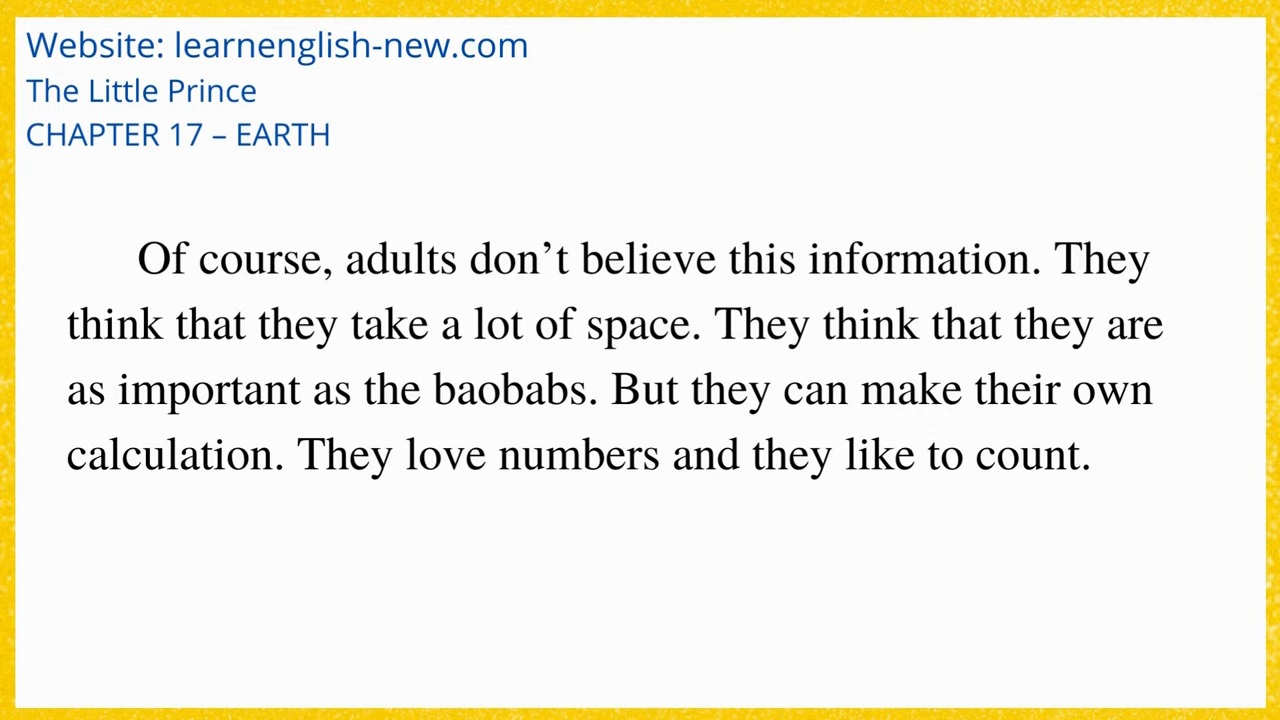 Website: learnenglish-new.com
The Little Prince
CHAPTER 17 – EARTH
Of course, adults don’t believe this information. They
think that they take a lot of space. They think that they are
as important as the baobabs. But they can make their own
calculation. They love numbers and they like to count.